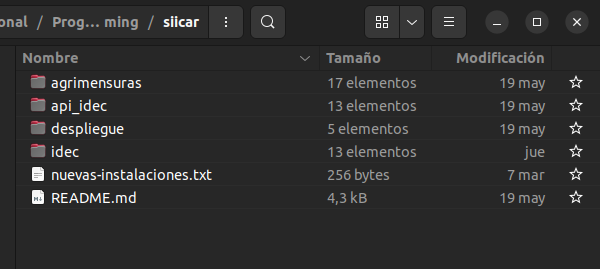 onal / Prog… ming / siicar
Nombre Tamaño Modificación
agrimensuras 17 elementos 19 may
api_idec 13 elementos 19 may
despliegue 5 elementos 19 may
idec 13 elementos jue
nuevas-instalaciones.txt 256 bytes 7 mar
README.md 4,3 kB 19 may